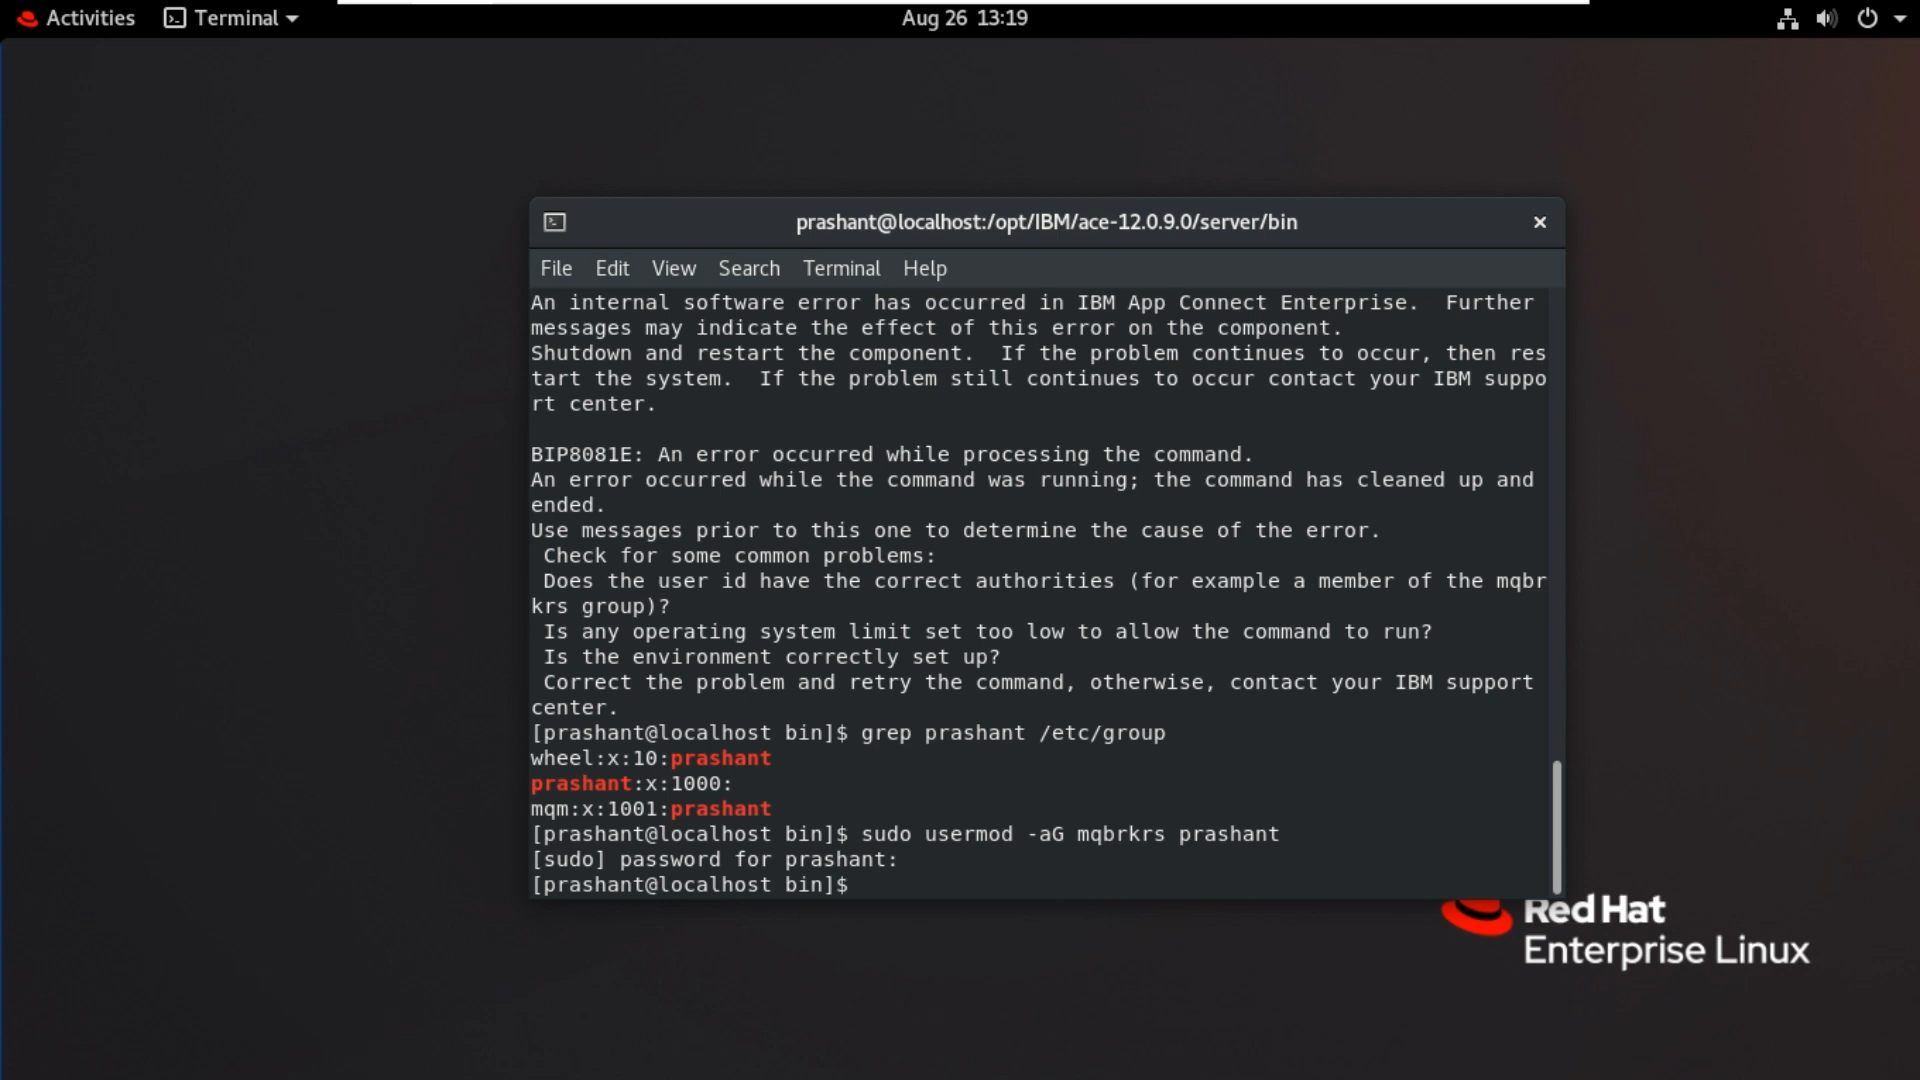 Activities Terminal Aug 26 13:19
prashant@localhost:/opt/IBM/ace-12.0.9.0/server/bin
File Edit View Search Terminal Help
An internal software error has occurred in IBM App Connect Enterprise.  Further
messages may indicate the effect of this error on the component.
Shutdown and restart the component.  If the problem continues to occur, then res
tart the system.  If the problem still continues to occur contact your IBM suppo
rt center.

BIP8081E: An error occurred while processing the command.
An error occurred while the command was running; the command has cleaned up and
ended.
Use messages prior to this one to determine the cause of the error.
 Check for some common problems:
 Does the user id have the correct authorities (for example a member of the mqbr
krs group)?
 Is any operating system limit set too low to allow the command to run?
 Is the environment correctly set up?
 Correct the problem and retry the command, otherwise, contact your IBM support
center.
[prashant@localhost bin]$ grep prashant /etc/group
wheel:x:10:prashant
prashant:x:1000:
mqm:x:1001:prashant
[prashant@localhost bin]$ sudo usermod -aG mqbrkrs prashant
[sudo] password for prashant:
[prashant@localhost bin]$
Red Hat
Enterprise Linux